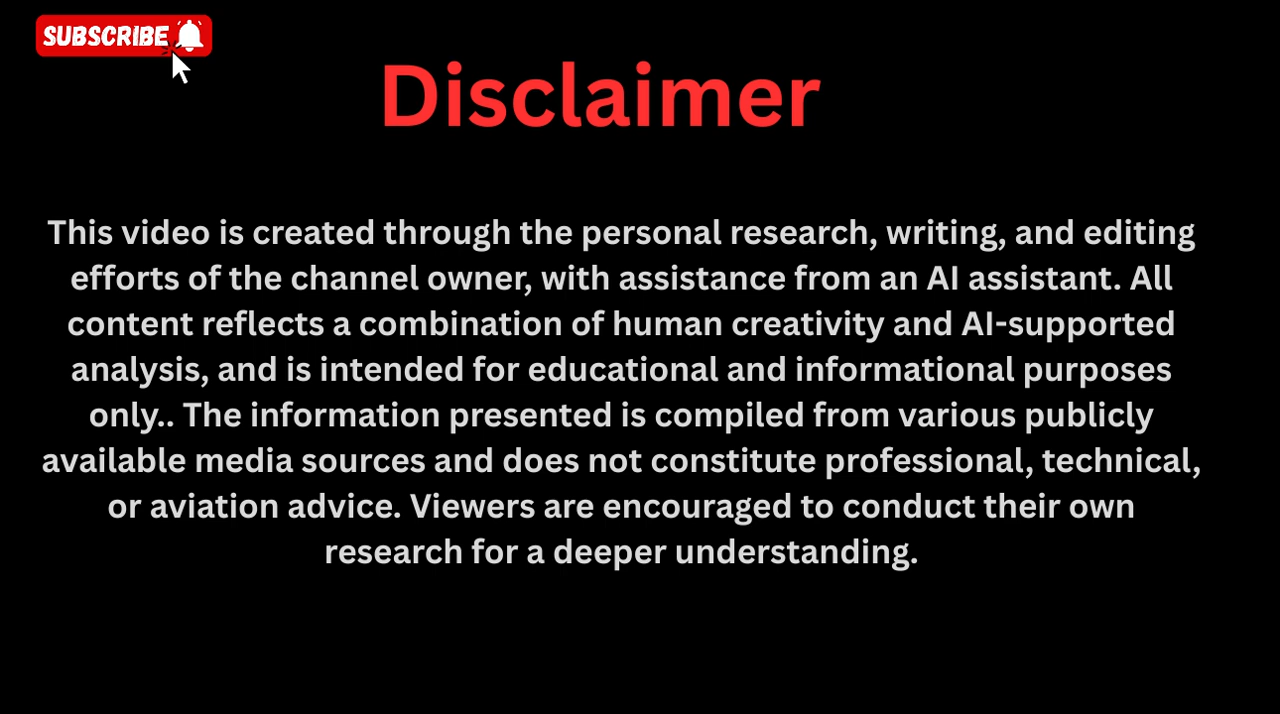 SUBSCRIBE
Disclaimer
This video is created through the personal research, writing, and editing
efforts of the channel owner, with assistance from an AI assistant. All
content reflects a combination of human creativity and AI-supported
analysis, and is intended for educational and informational purposes
only.. The information presented is compiled from various publicly
available media sources and does not constitute professional, technical,
or aviation advice. Viewers are encouraged to conduct their own
research for a deeper understanding.